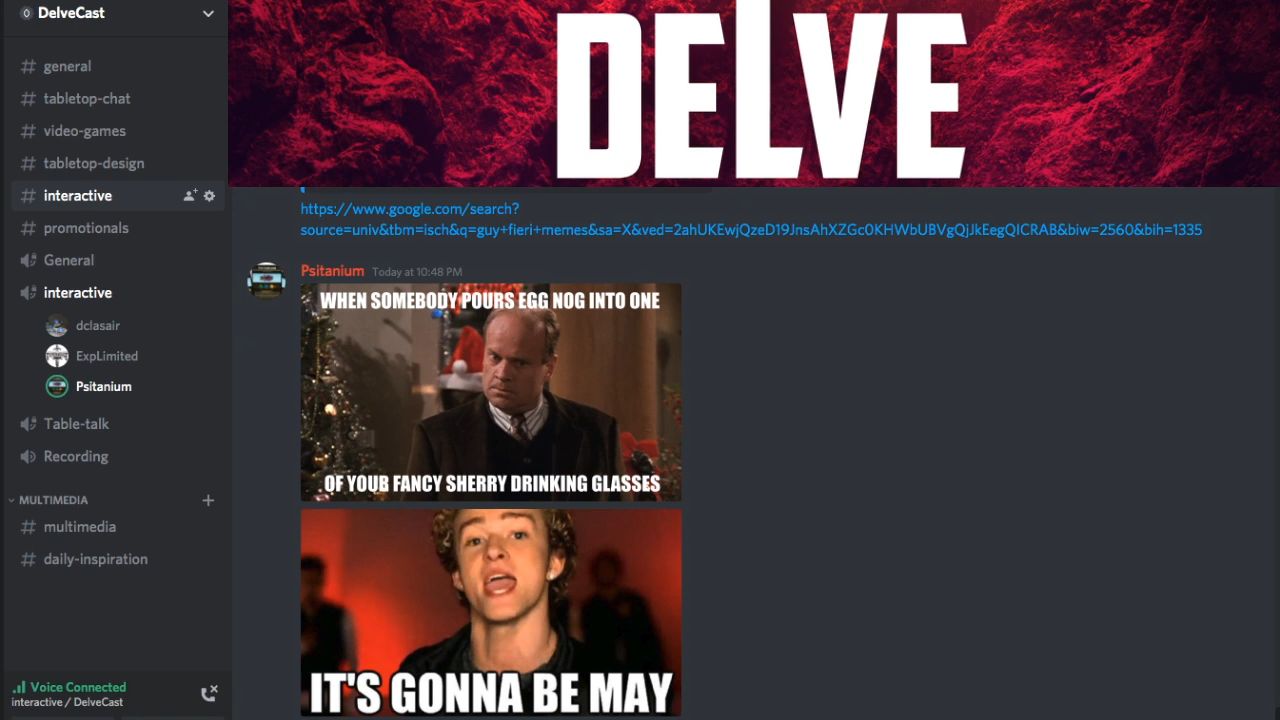 DelveCast
# general
# tabletop-chat
# video-games
# tabletop-design
# interactive
# promotionals
General
interactive
dclasair
ExpLimited
Psitanium
Table-talk
Recording
MULTIMEDIA
# multimedia
# daily-inspiration
Voice Connected
interactive / DelveCast
DELVE
https://www.google.com/search?
source=univ&tbm=isch&q=guy+fieri+memes&sa=X&ved=2ahUKEwjQzeD19JnsAhXZGc0KHWbUBVgQjJkEegQICRAB&biw=2560&bih=1335
Psitanium Today at 10:48 PM
WHEN SOMEBODY POURS EGG NOG INTO ONE
OF YOUR FANCY SHERRY DRINKING GLASSES
IT'S GONNA BE MAY